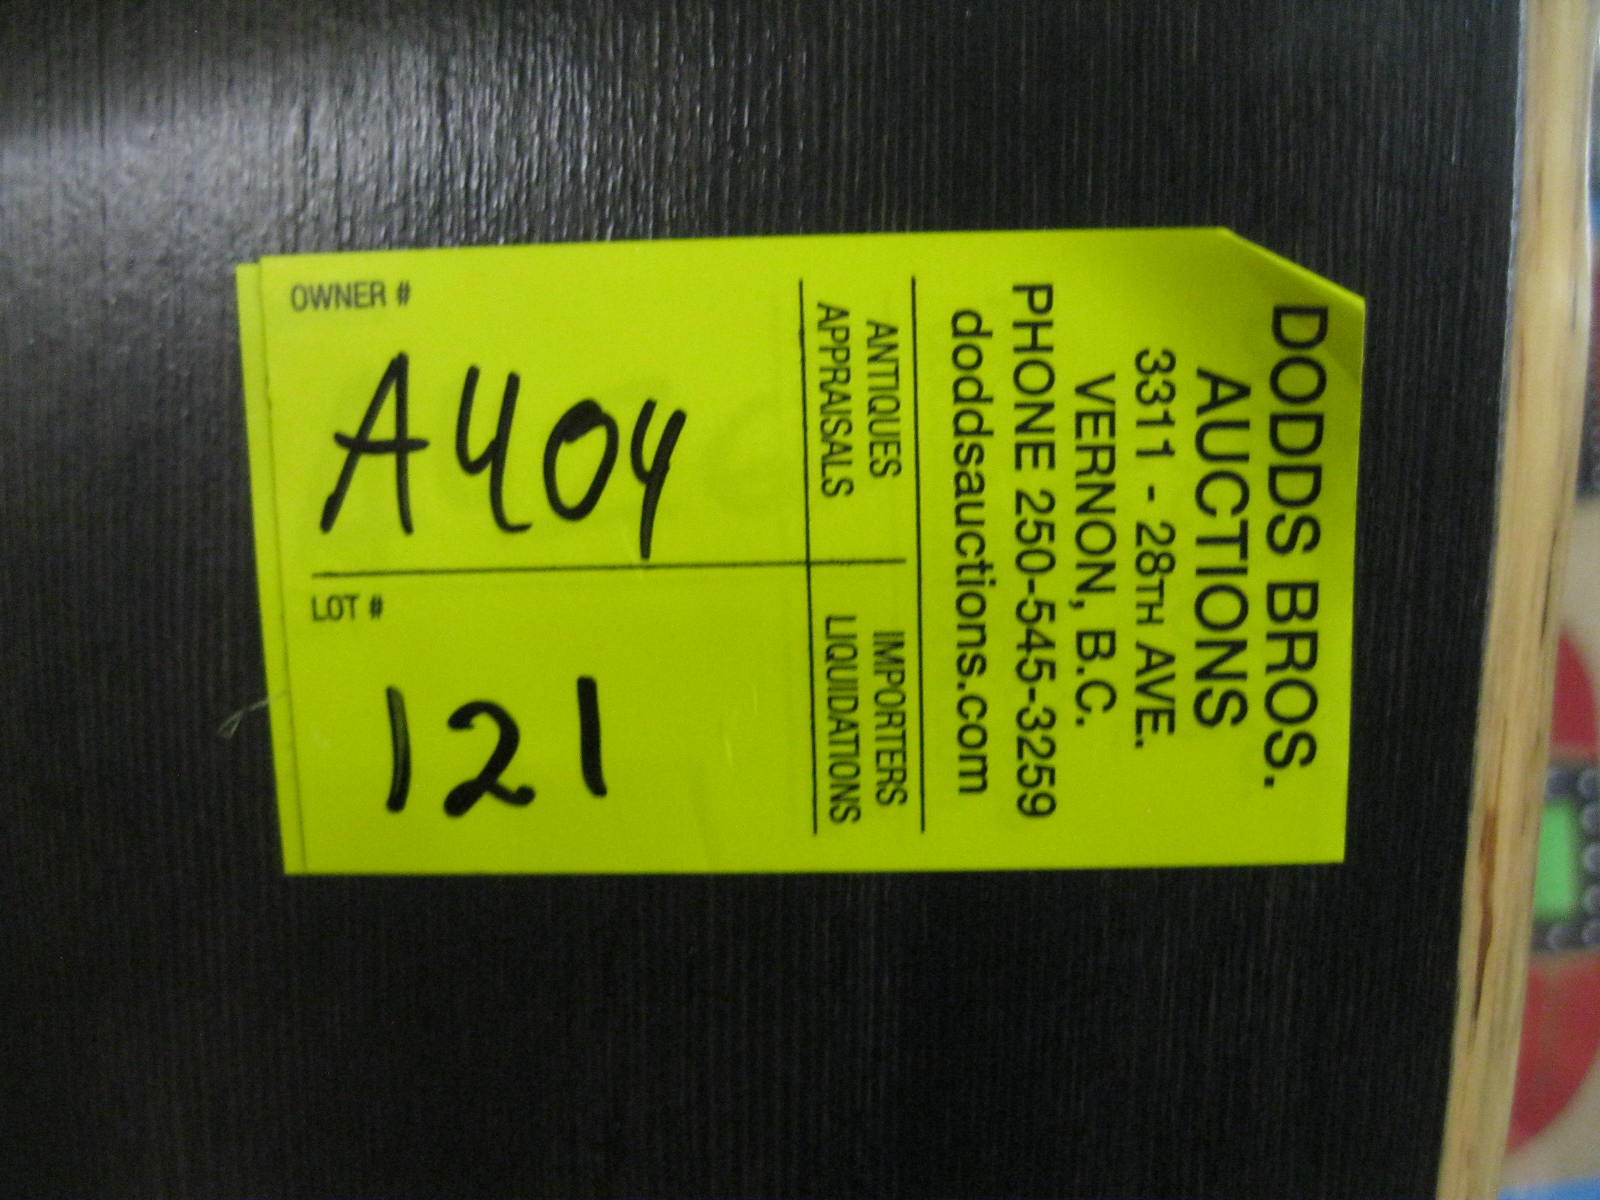 DODDS BROS.
AUCTIONS
3311 - 28TH AVE.
VERNON, B.C.
PHONE 250-545-3259
doddsauctions.com
ANTIQUES
APPRAISALS
IMPORTERS
LIQUIDATIONS
OWNER #
A404
LOT #
121